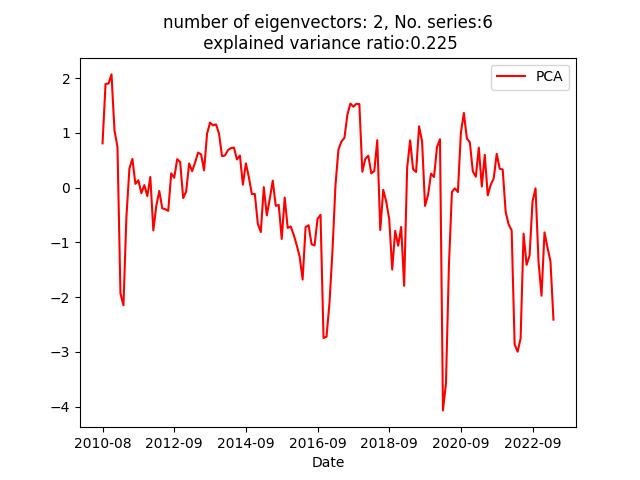 number of eigenvectors: 2, No. series:6
explained variance ratio:0.225
PCA
2
1
0
−1
−2
−3
−4
2010-08 2012-09 2014-09 2016-09 2018-09 2020-09 2022-09
Date